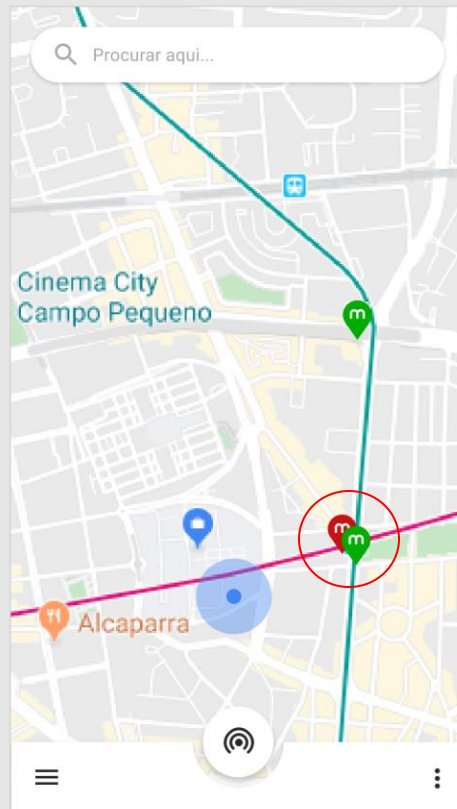 Procurar aqui...
Cinema City
Campo Pequeno
m
m
m
Alcaparra